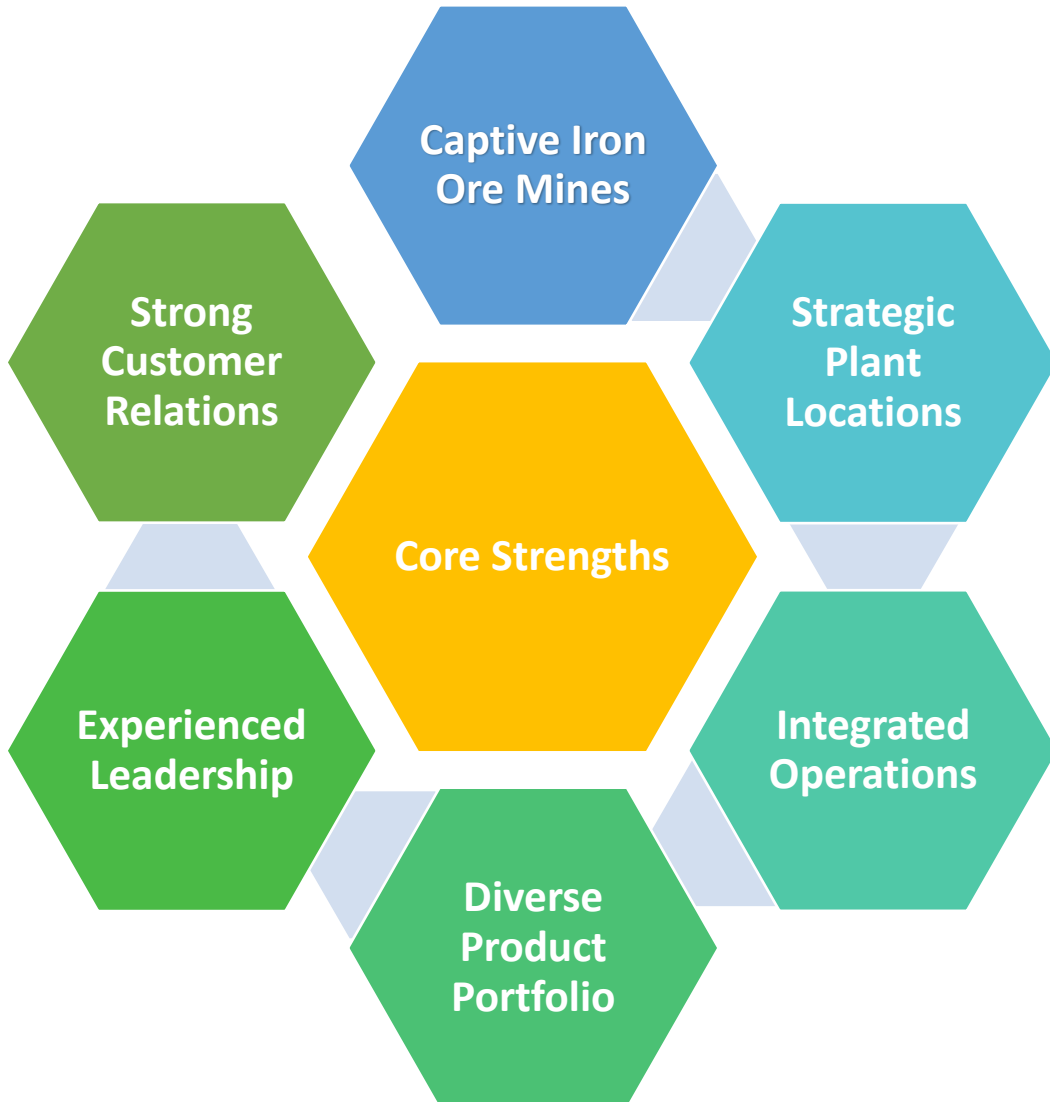 Captive Iron
Ore Mines
Strategic
Plant
Locations
Integrated
Operations
Diverse
Product
Portfolio
Experienced
Leadership
Strong
Customer
Relations
Core Strengths